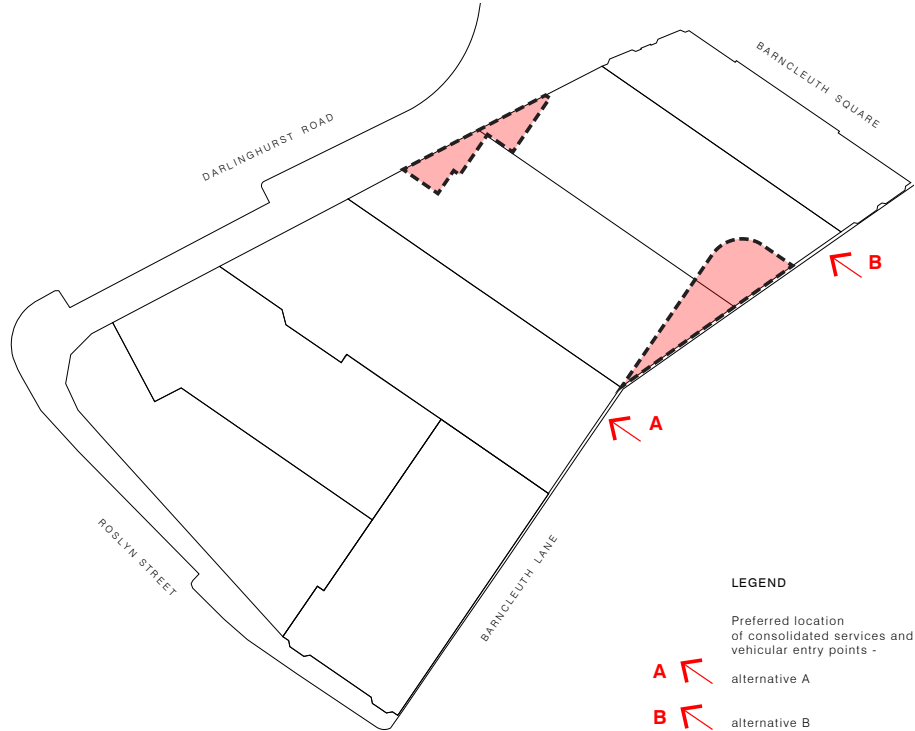 BARNCLEUTH SQUARE
DARLINGHURST ROAD
B
A
ROSLYN STREET
BARNCLEUTH LANE
LEGEND
Preferred location
of consolidated services and
vehicular entry points -
A alternative A
B alternative B